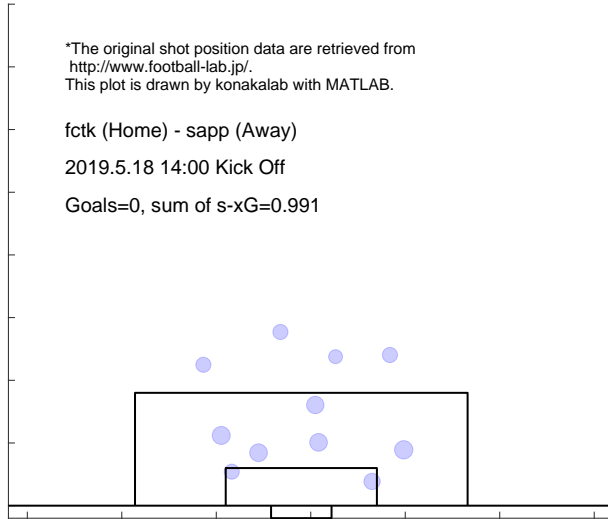 *The original shot position data are retrieved from
http://www.football-lab.jp/.
This plot is drawn by konakalab with MATLAB.
fctk (Home) - sapp (Away)
2019.5.18 14:00 Kick Off
Goals=0, sum of s-xG=0.991